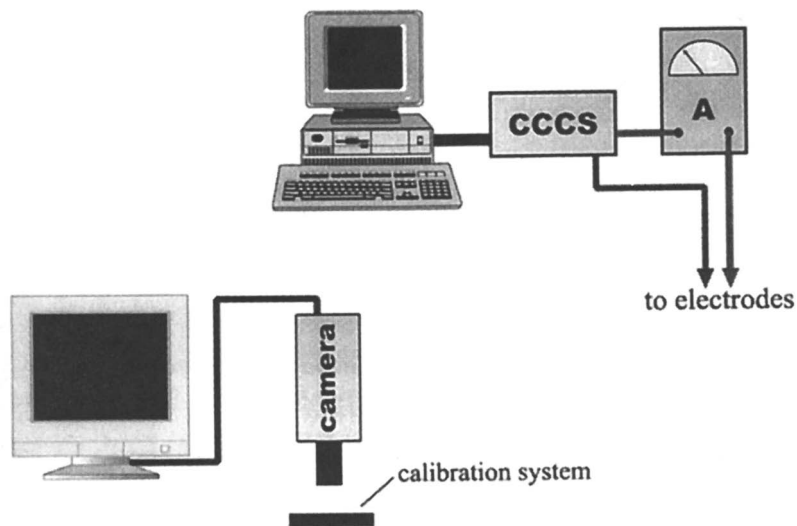 CCCS
A
to electrodes
camera
calibration system